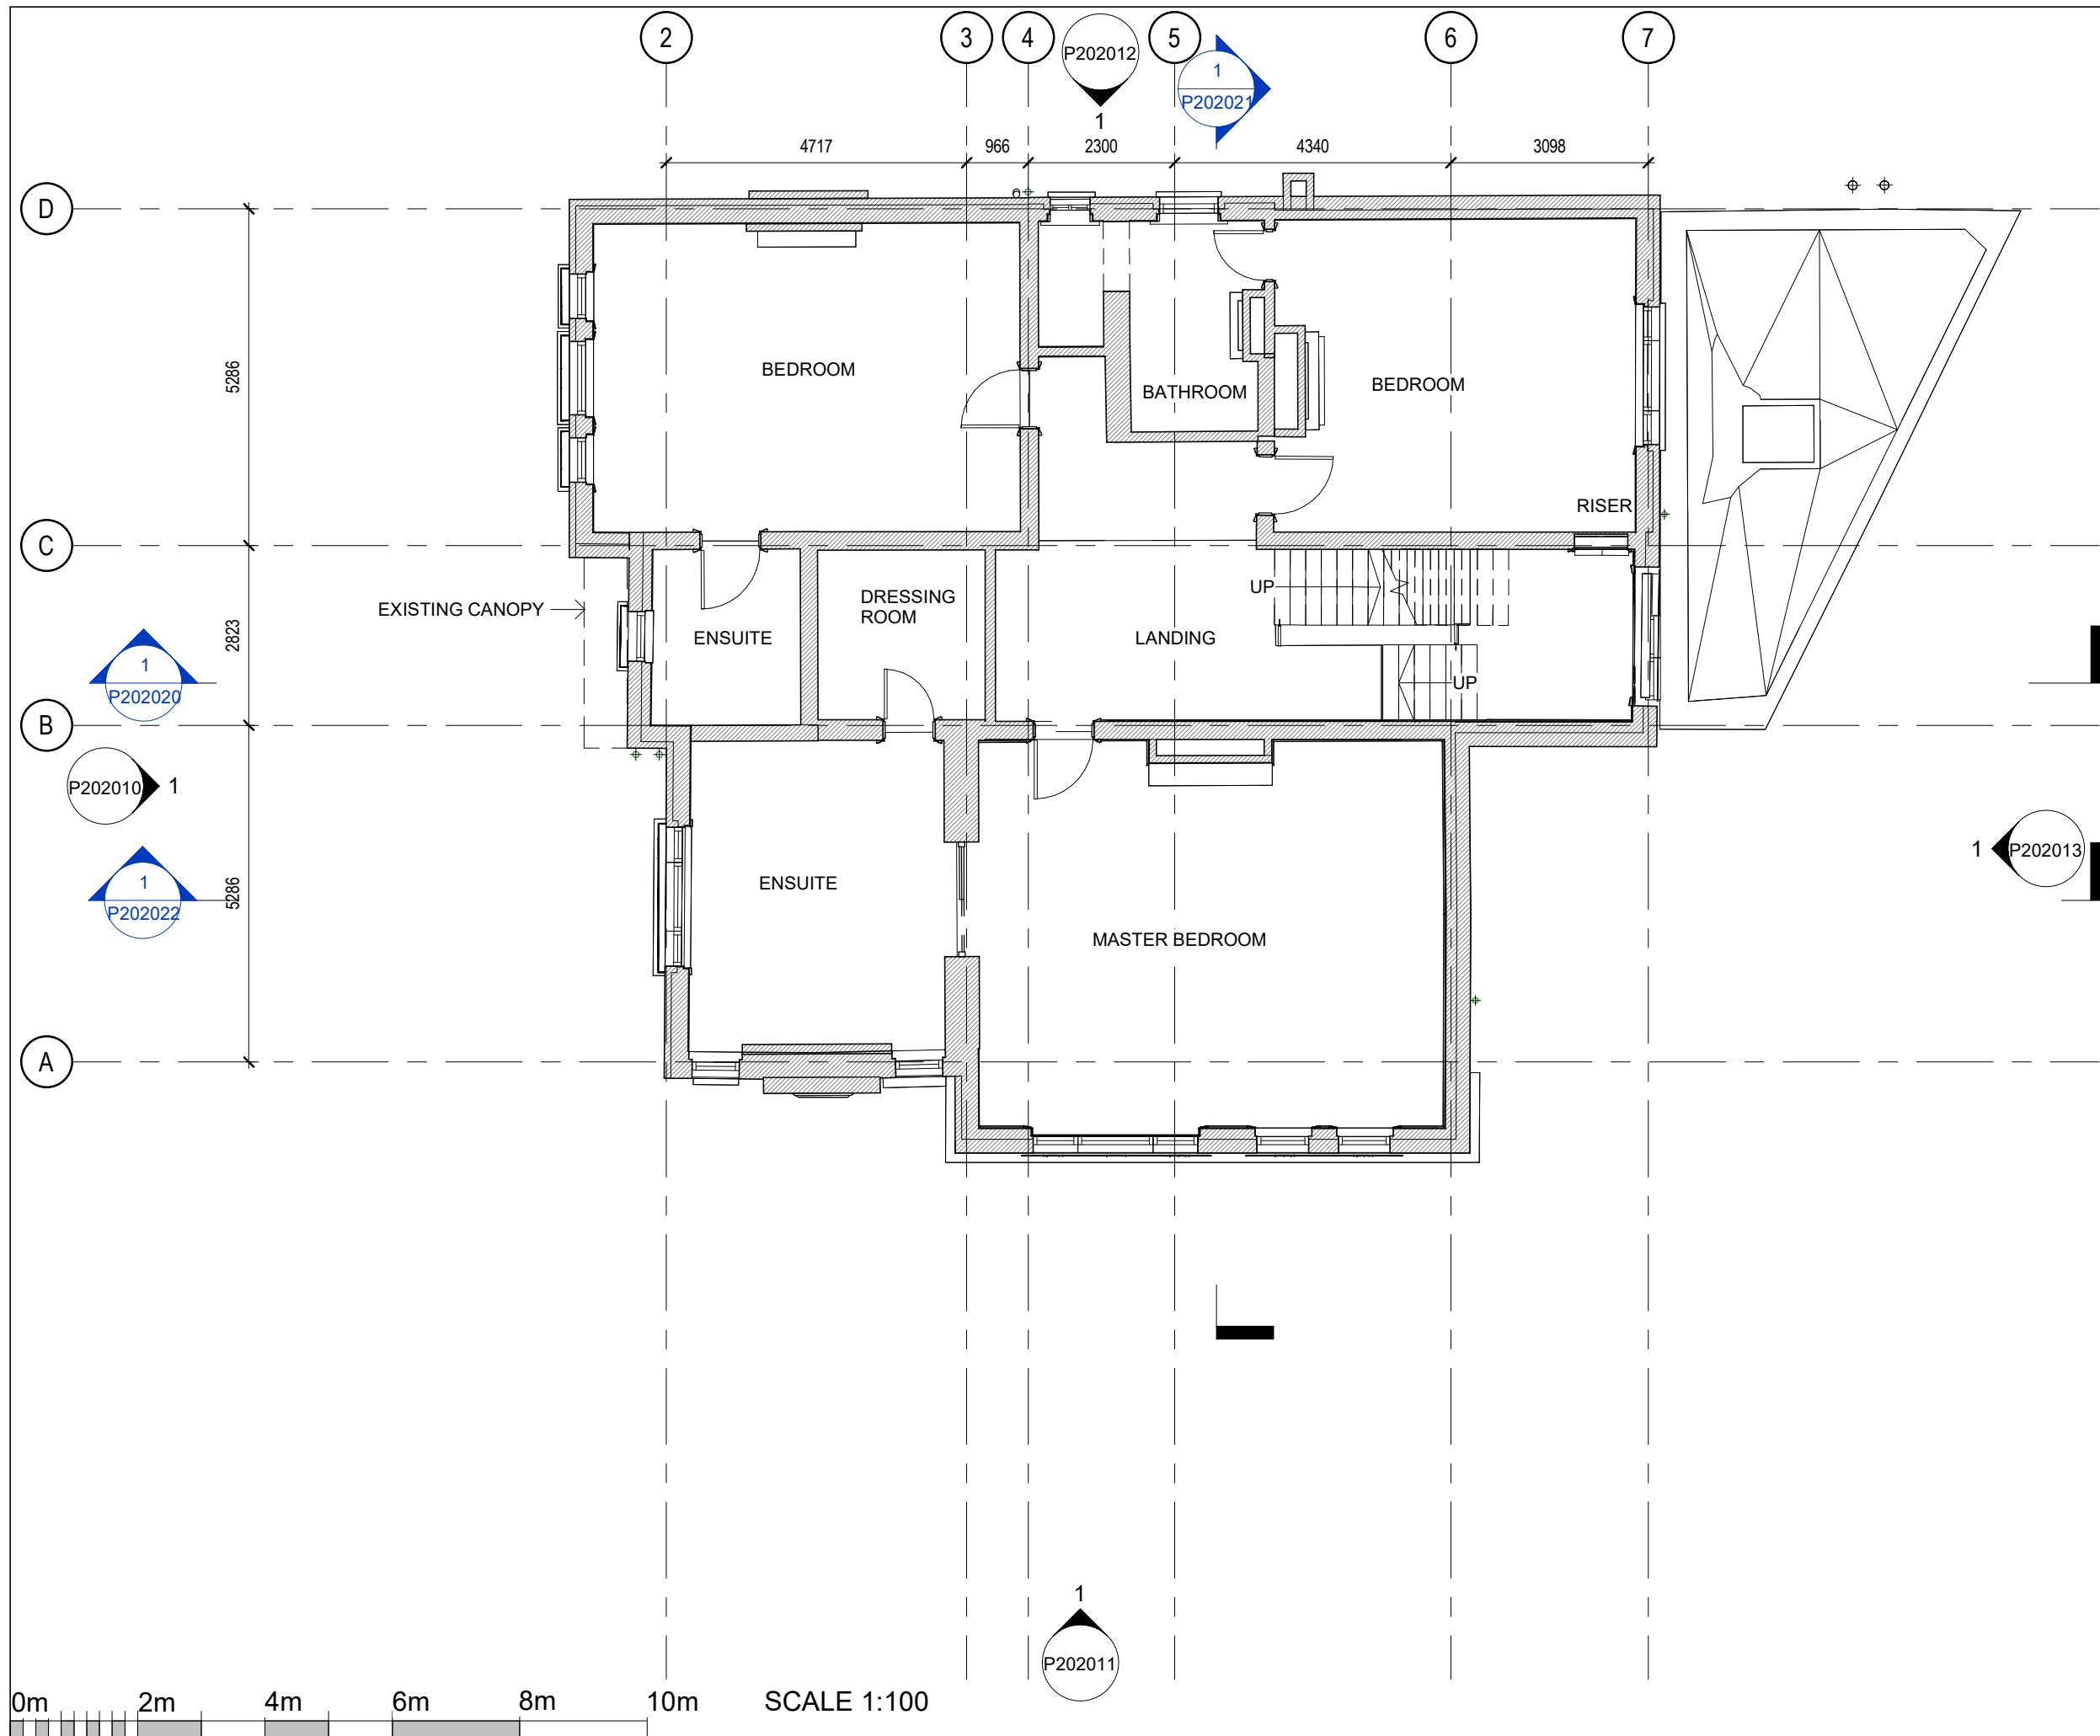 2 3 4 5 6 7
P202012
1
1
P202021
4717 966 2300 4340 3098
D
5286
BEDROOM
BATHROOM
BEDROOM
RISER
C
EXISTING CANOPY
DRESSING
ROOM
UP
ENSUITE
LANDING
2823
1
P202020
UP
B
P202010 1
1
P202022
5286
ENSUITE
MASTER BEDROOM
1 P202013
A
1
P202011
0m 2m 4m 6m 8m 10m SCALE 1:100